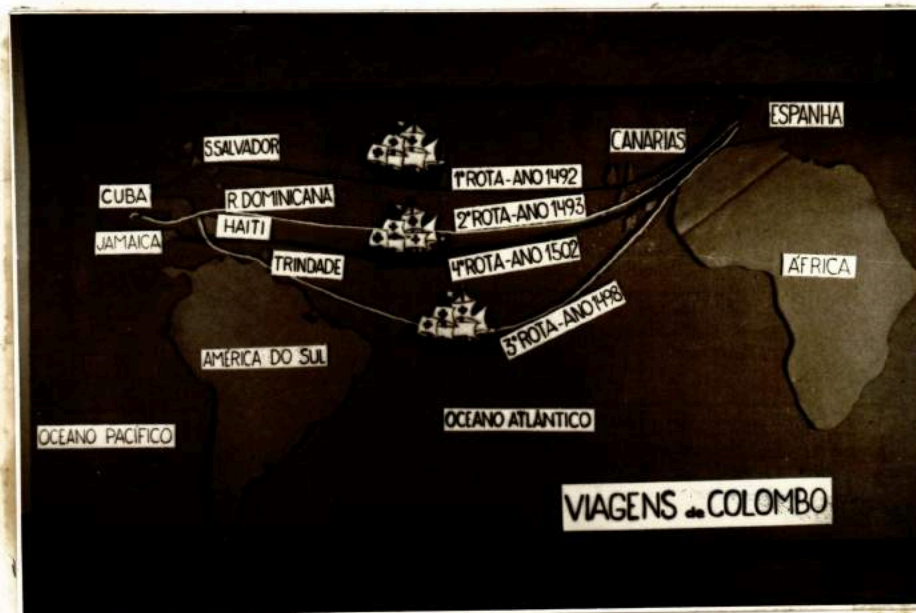 ESPANHA
CANARIAS
S.SALVADOR
1ª ROTA-ANO 1492
CUBA
R. DOMINICANA
2ª ROTA-ANO 1493
HAITI
JAMAICA
4ª ROTA-ANO 1502
TRINDADE
ÁFRICA
3ª ROTA-ANO 1498
AMÉRICA DO SUL
OCEANO ATLÂNTICO
OCEANO PACÍFICO
VIAGENS de COLOMBO